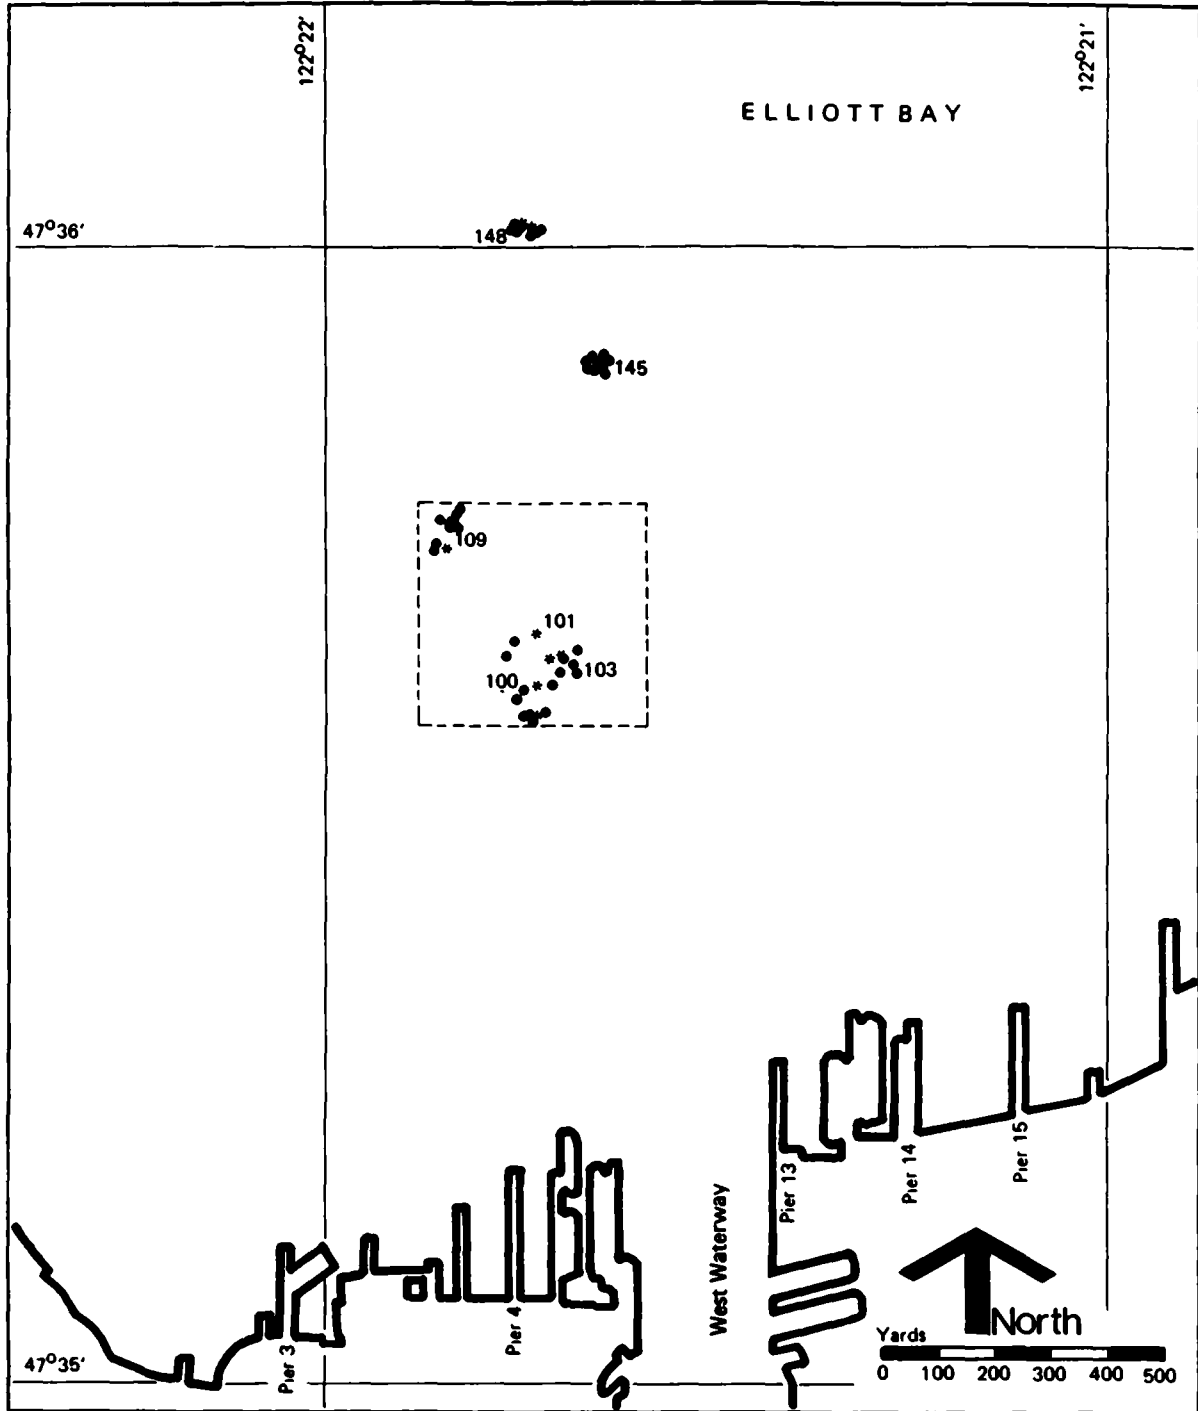 122°22'
122°21'
ELLIOTT BAY
47°36'
148
145
109
101
103
100
Pier 13
Pier 14
Pier 15
West Waterway
North
Pier 4
Pier 3
Yards
47°35'
0 100 200 300 400 500